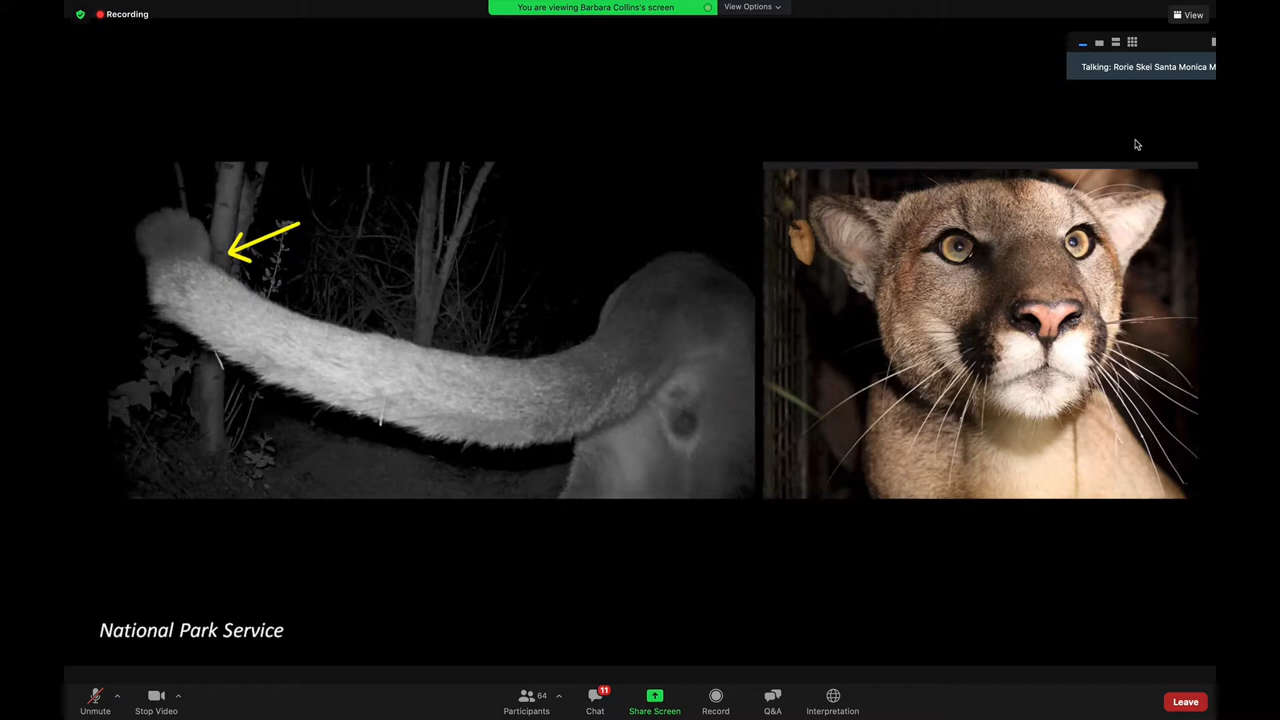 Recording
You are viewing Barbara Collins's screen
View Options
View
Talking: Rorie Skei Santa Monica M
National Park Service
Unmute
Stop Video
64
Participants
11
Chat
Share Screen
Record
Q&A
Interpretation
Leave